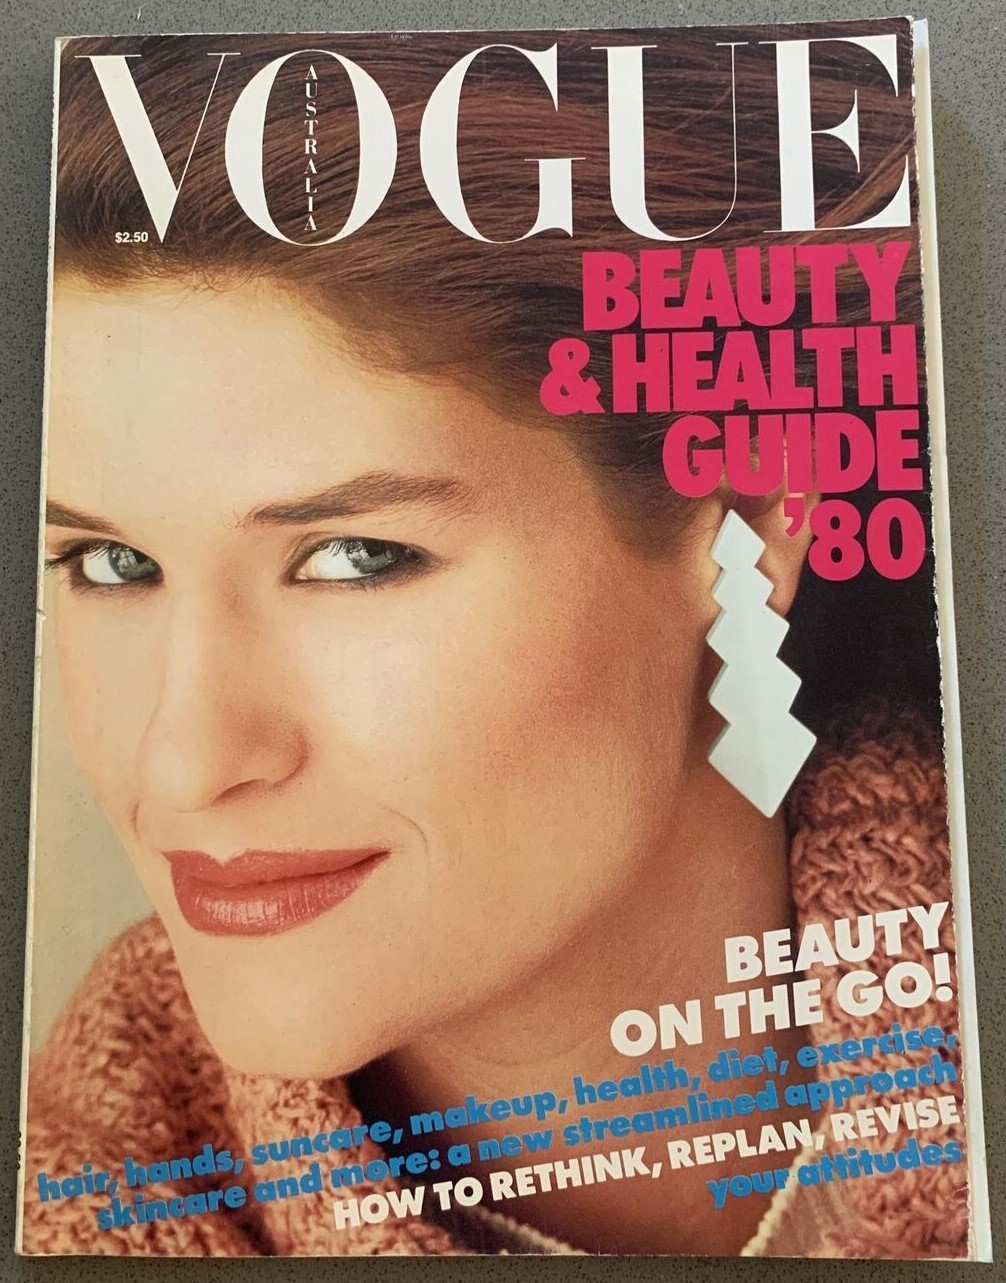 VOGUE
AUSTRALIA
$2.50
BEAUTY
& HEALTH
GUIDE
'80
BEAUTY
ON THE GO!
hair, hands, suncare, makeup, health, diet, exercise,
skincare and more: a new streamlined approach
HOW TO RETHINK, REPLAN, REVISE
your attitudes